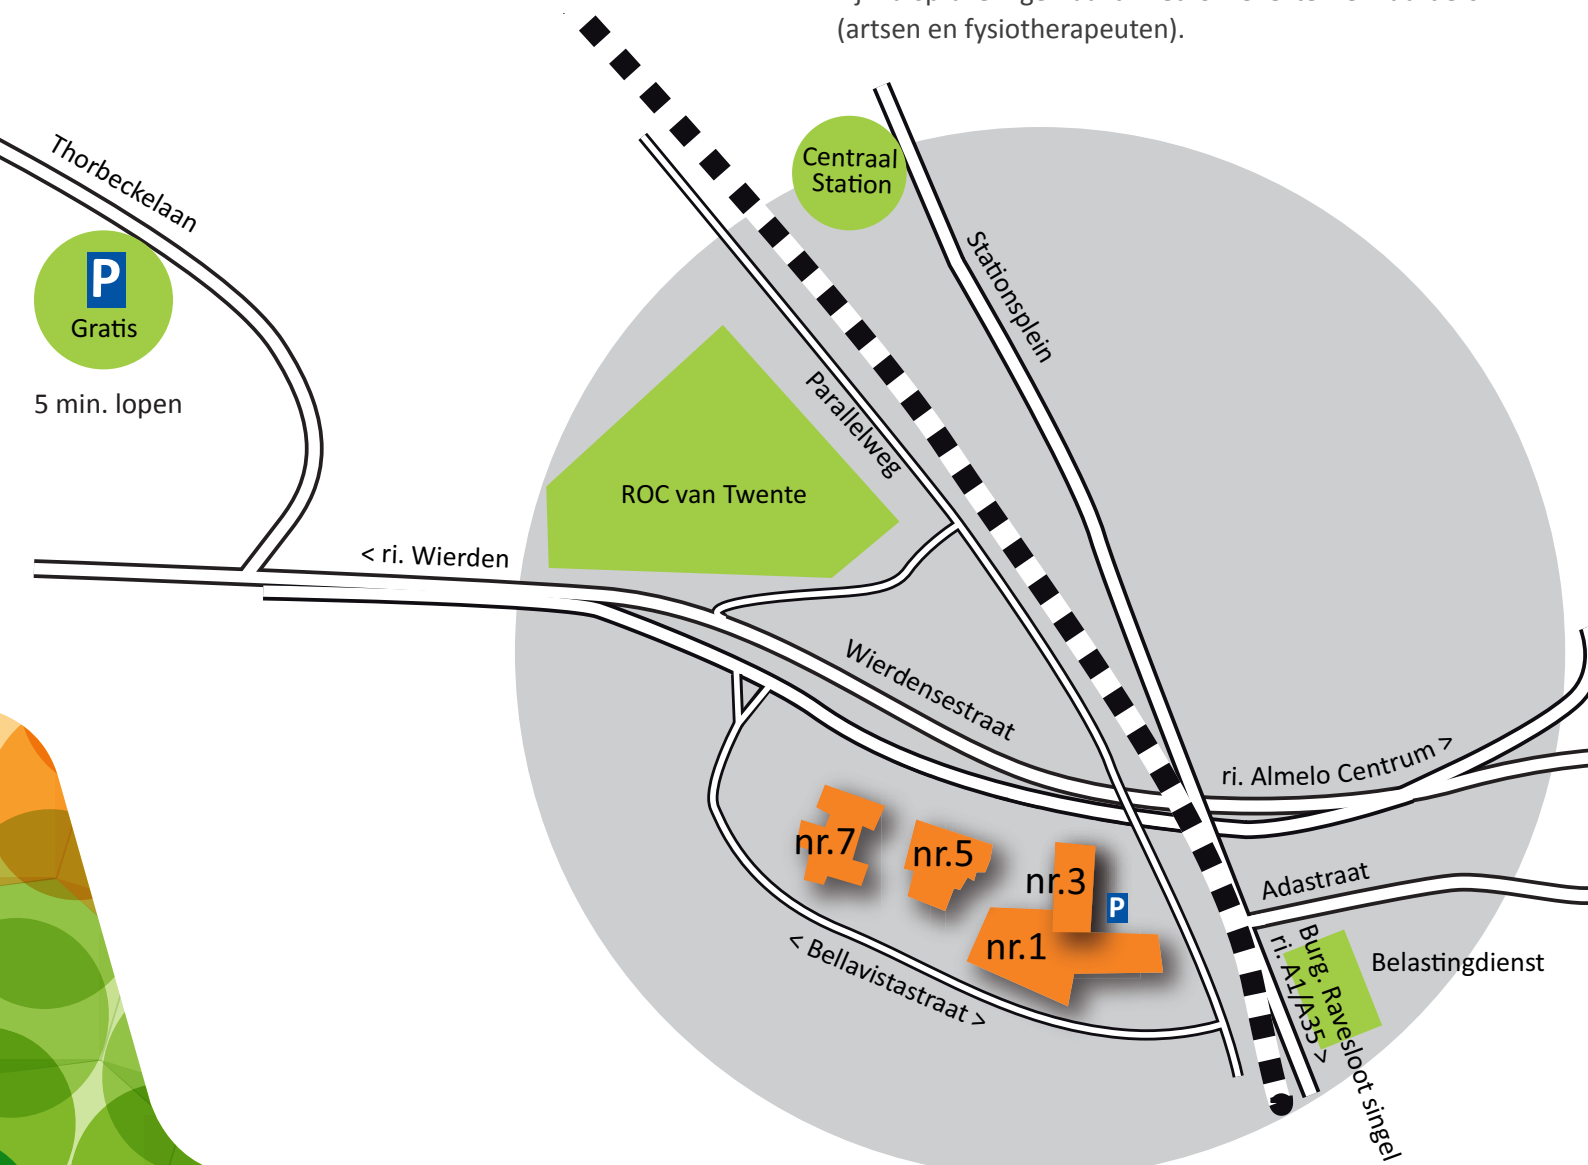 (artsen en fysiotherapeuten).
Thorbeckelaan
Centraal
Station
P
Gratis
5 min. lopen
Stationsplein
Parallelweg
ROC van Twente
< ri. Wierden
Wierdensestraat
ri. Almelo Centrum >
nr.7
nr.5
nr.3
P
nr.1
Adastraat
< Bellavistastraat >
Belastingdienst
Burg. Ravesloot singel
ri. A1/A35 >